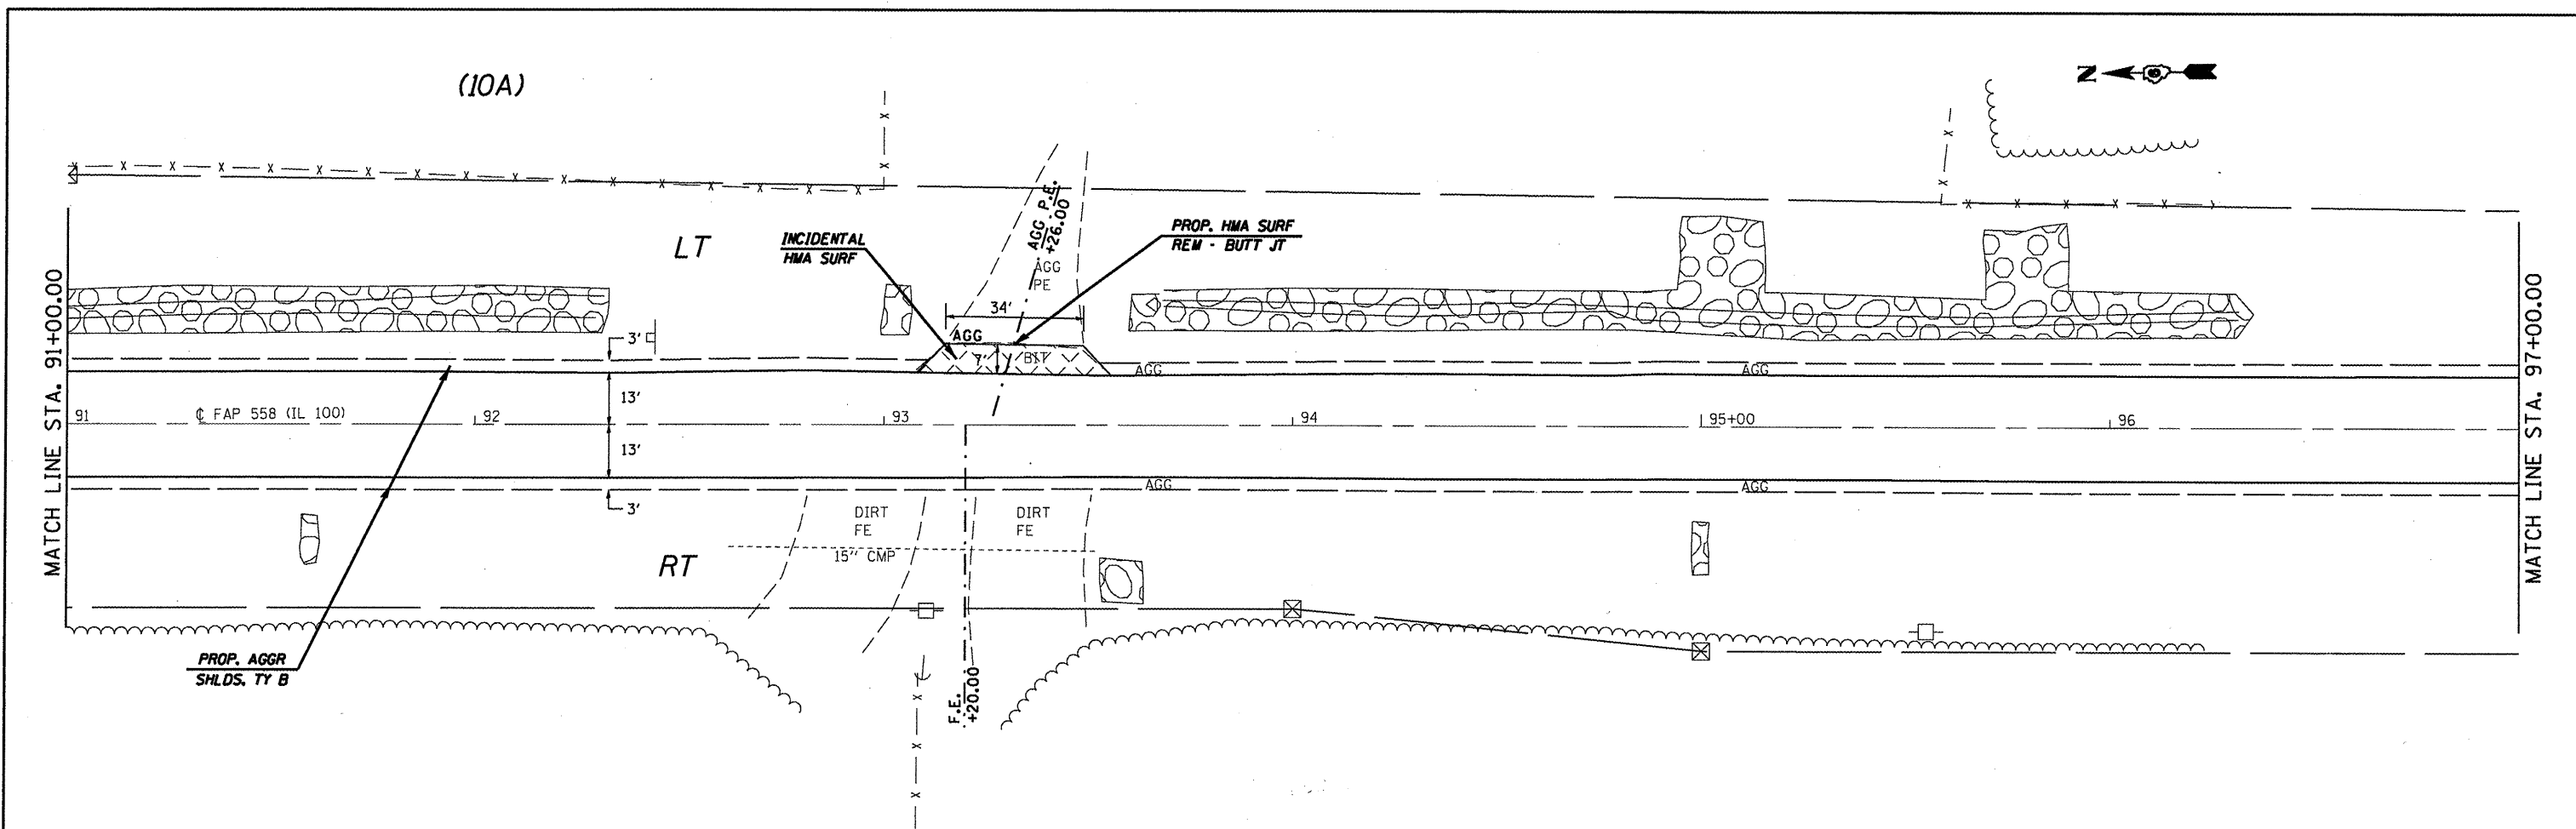 (10A)
N
LT
INCIDENTAL
HMA SURF
AGG P.E.
+26.00
AGG
PE
PROP. HMA SURF
REM - BUTT JT
34'
AGG
7'
BIT
3'
AGG
AGG
13'
91
℄ FAP 558 (IL 100)
92
93
94
95+00
96
13'
AGG
AGG
3'
DIRT
FE
DIRT
FE
15" CMP
RT
MATCH LINE STA. 91+00.00
MATCH LINE STA. 97+00.00
PROP. AGGR
SHLDS. TY B
F.E.
+20.00